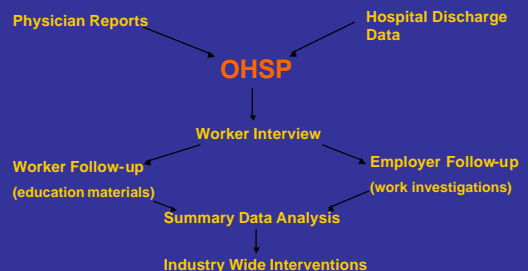 Physician Reports
Hospital Discharge
Data
OHSP
Worker Interview
Worker Follow-up
(education materials)
Employer Follow-up
(work investigations)
Summary Data Analysis
Industry Wide Interventions